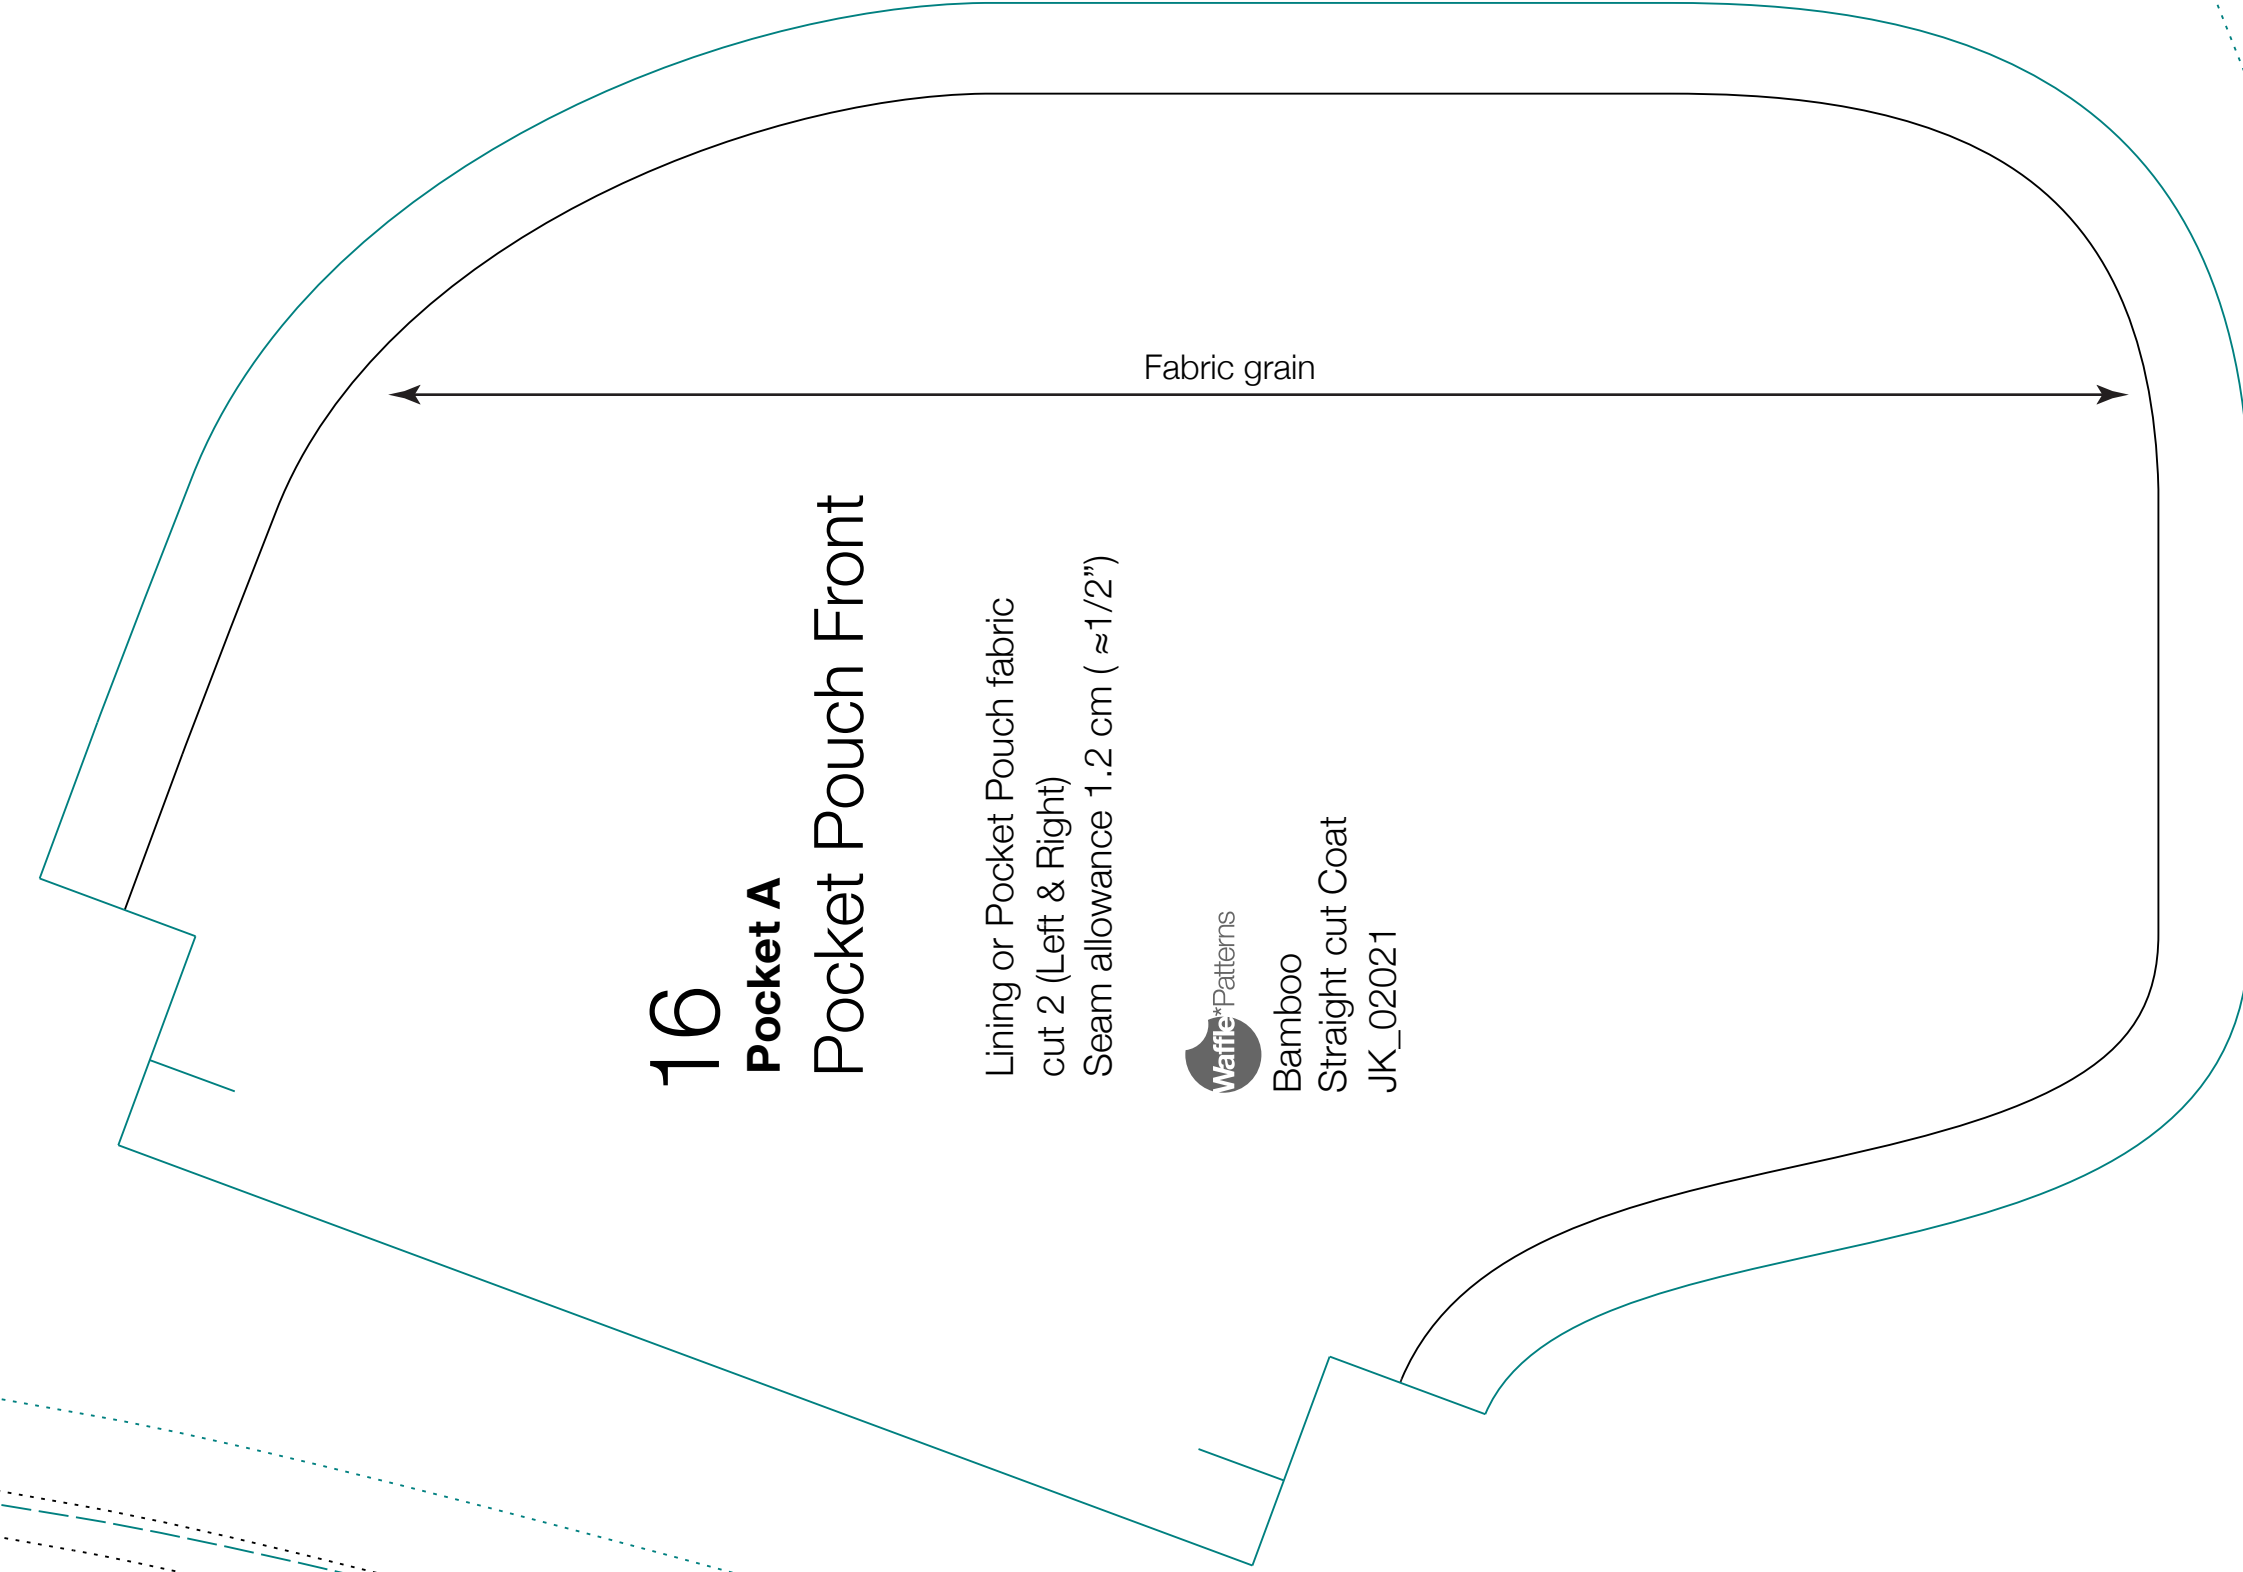 Fabric grain
16
Pocket A
Pocket Pouch Front
Lining or Pocket Pouch fabric
cut 2 (Left & Right)
Seam allowance 1.2 cm ( ≈1/2”)
Waffle*Patterns
Bamboo
Straight cut Coat
JK_02021